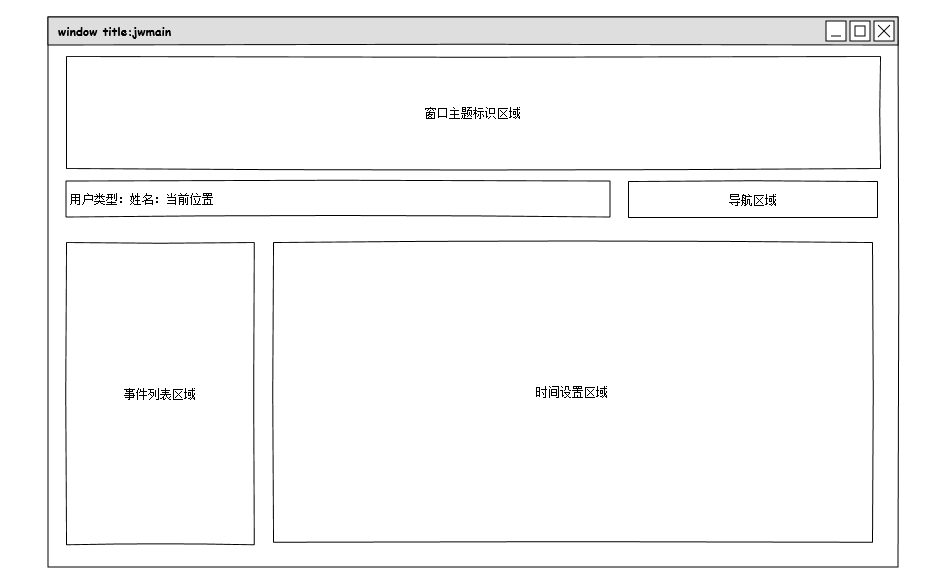 window title:jwmain
窗口主题标识区域
用户类型：姓名：当前位置
导航区域
事件列表区域
时间设置区域